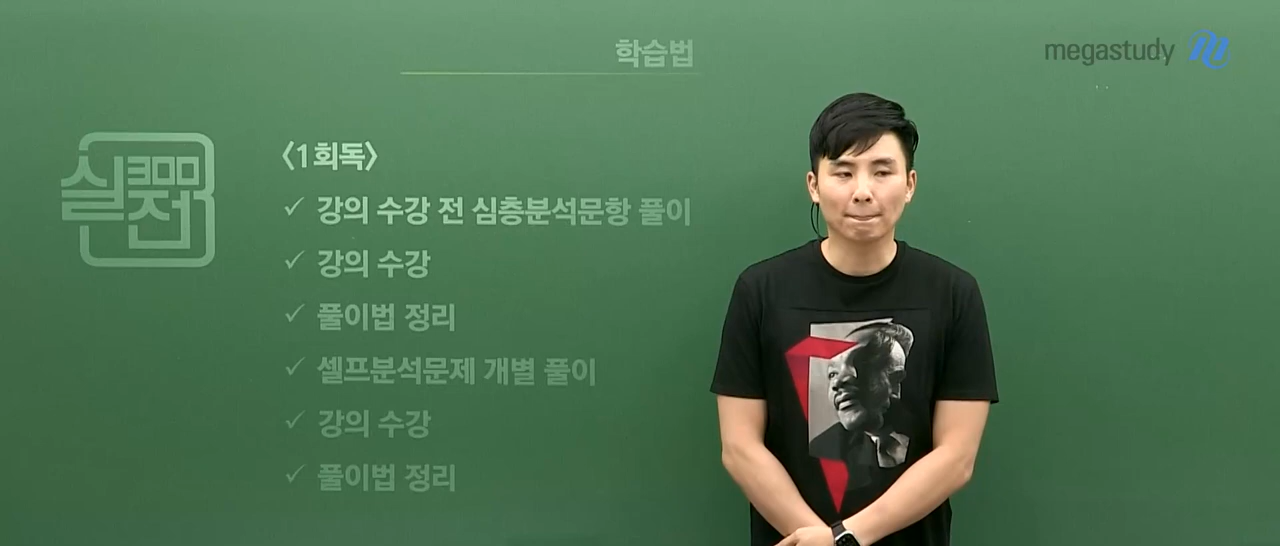 학습법
megastudy
실전 300
〈1회독〉
✓ 강의 수강 전 심층분석문항 풀이
✓ 강의 수강
✓ 풀이법 정리
✓ 셀프분석문제 개별 풀이
✓ 강의 수강
✓ 풀이법 정리